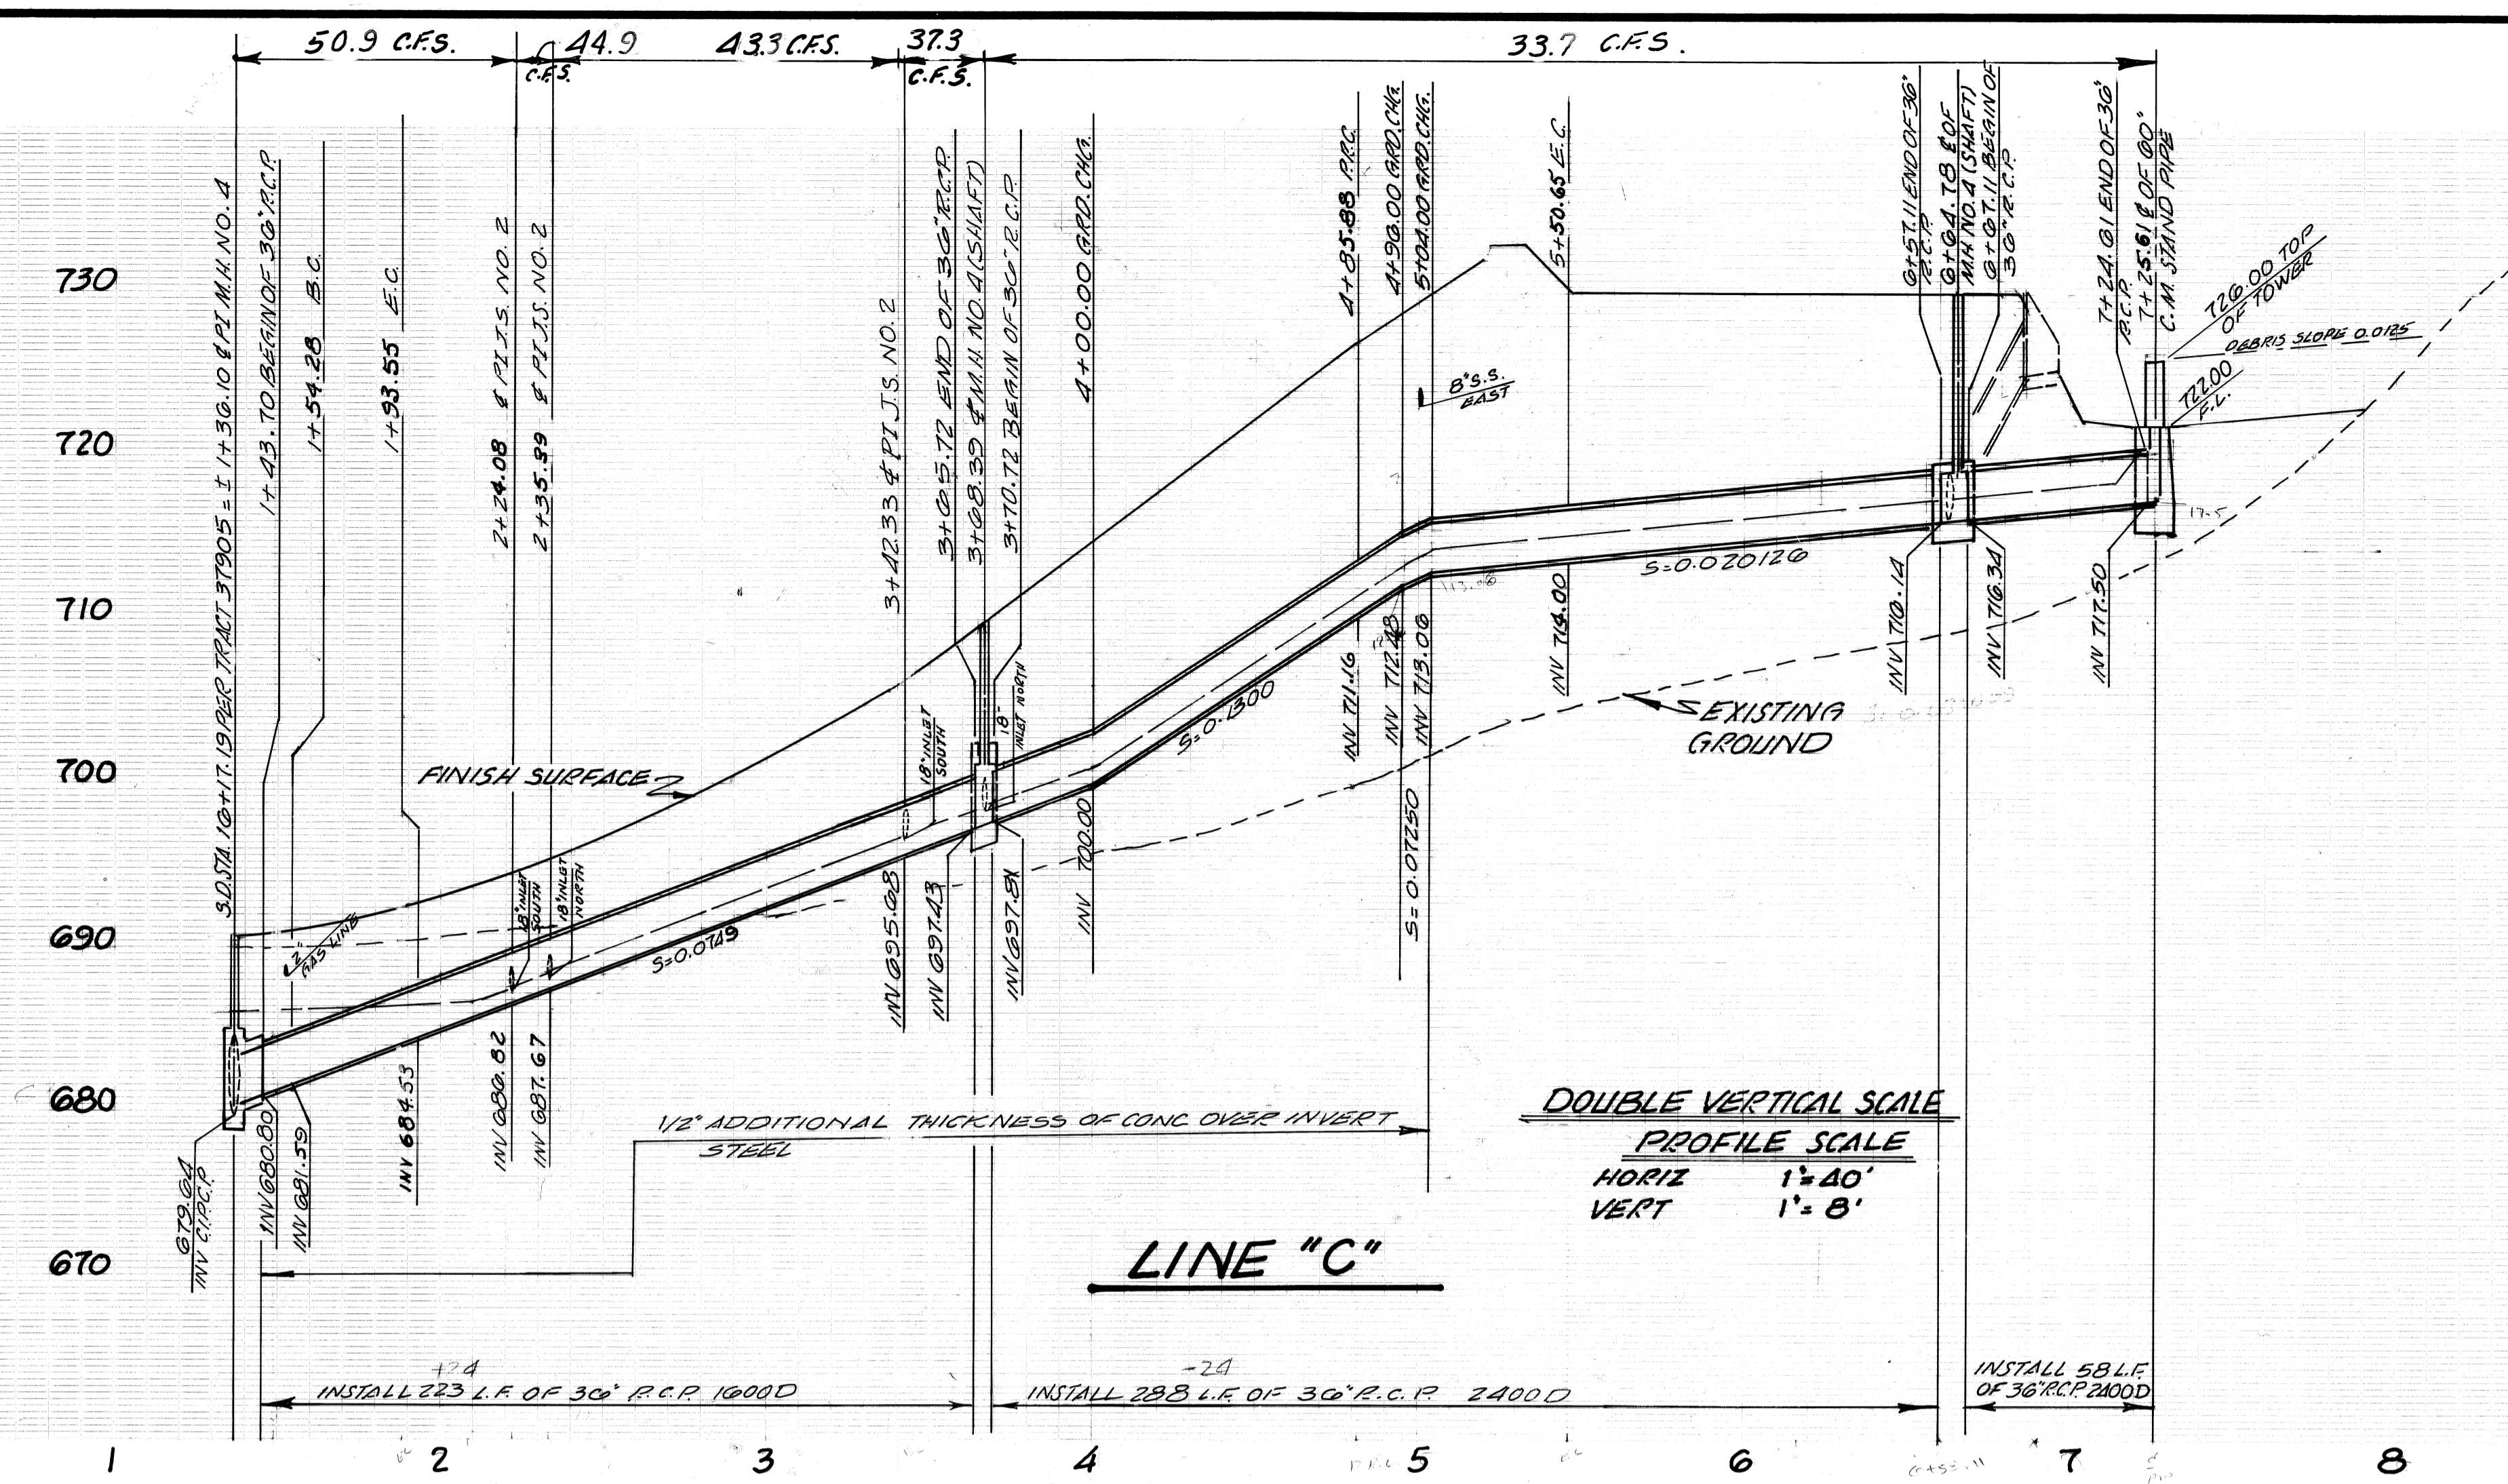 50.9 C.F.S.
44.9
C.F.S.
43.3 C.F.S.
37.3
C.F.S.
33.7 C.F.S.
S.D. STA. 16+17.19 PER TRACT 37905 = 1+36.10 ¢ PI M.H. NO. 4
1+43. TO BEGIN OF 36" R.C.P.
1+54.28 B.C.
1+93.55 E.C.
2+24.08 ¢ PI J.S. NO. 2
2+35.39 ¢ PI J.S. NO. 2
3+42.33 ¢ PI J.S. NO. 2
3+65.72 END OF 36" R.C.P.
3+68.39 ¢ M.H. NO. 4 (SHAFT)
3+70.72 BEGIN OF 36" R.C.P.
4+00.00 GRD. CHG.
4+85.88 P.R.C.
4+96.00 GRD. CHG.
5+04.00 GRD. CHG.
5+50.65 E.C.
6+57.11 END OF 36"
R.C.P.
6+64.78 ¢ OF
M.H. NO. 4 (SHAFT)
6+67.11 BEGIN OF
36" R.C.P.
7+24.61 END OF 36"
R.C.P.
7+25.61 ¢ OF 60"
C.M. STAND PIPE
726.00 TOP
OF TOWER
DEBRIS SLOPE 0.0125
722.00
F.L.
17.5
730
720
710
700
690
680
670
8" S.S.
EAST
FINISH SURFACE
EXISTING
GROUND
2"
GAS LINE
18" INLET
SOUTH
18" INLET
NORTH
18" INLET
SOUTH
18"
INLET NORTH
S=0.0749
S=0.1300
S=0.07250
S=0.020126
713.06
679.64
INV C.I.P.C.P.
INV 680.80
INV 681.59
INV 684.53
INV 686.82
INV 687.67
INV 695.68
INV 697.43
INV 697.81
INV 700.00
INV 711.16
INV 712.48
INV 713.06
INV 714.00
INV 716.14
INV 716.34
INV 717.50
1/2" ADDITIONAL THICKNESS OF CONC OVER INVERT
STEEL
DOUBLE VERTICAL SCALE
PROFILE SCALE
HORIZ 1"=40'
VERT 1"=8'
LINE "C"
+24
INSTALL 223 L.F. OF 36" R.C.P. 1600D
-24
INSTALL 288 L.F. OF 36" R.C.P. 2400D
INSTALL 58 L.F.
OF 36" R.C.P. 2400D
1 2 3 4 5 6 7 8